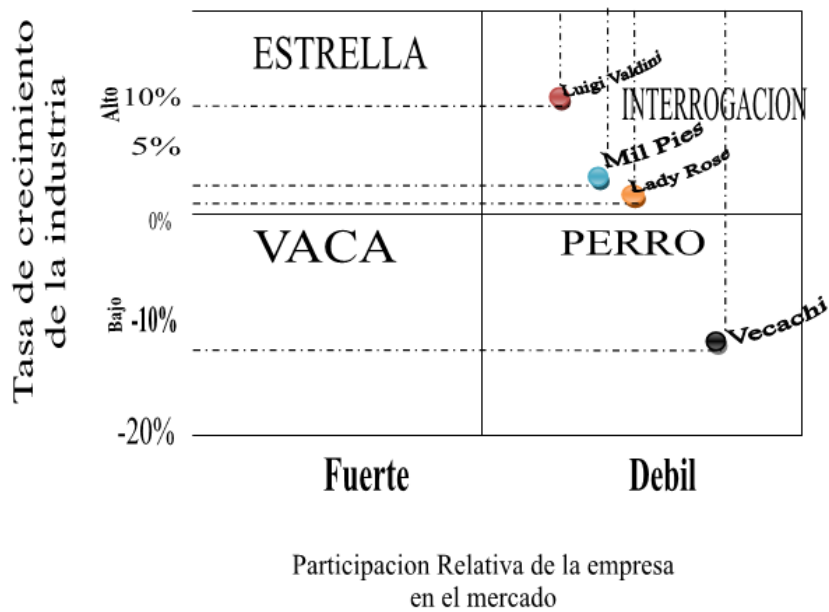 Tasa de crecimiento
de la industria
Alto
10%
5%
0%
Bajo
-10%
-20%
ESTRELLA
INTERROGACION
Luigi Valdini
Mil Pies
Lady Rose
VACA
PERRO
Vecachi
Fuerte
Debil
Participacion Relativa de la empresa
en el mercado